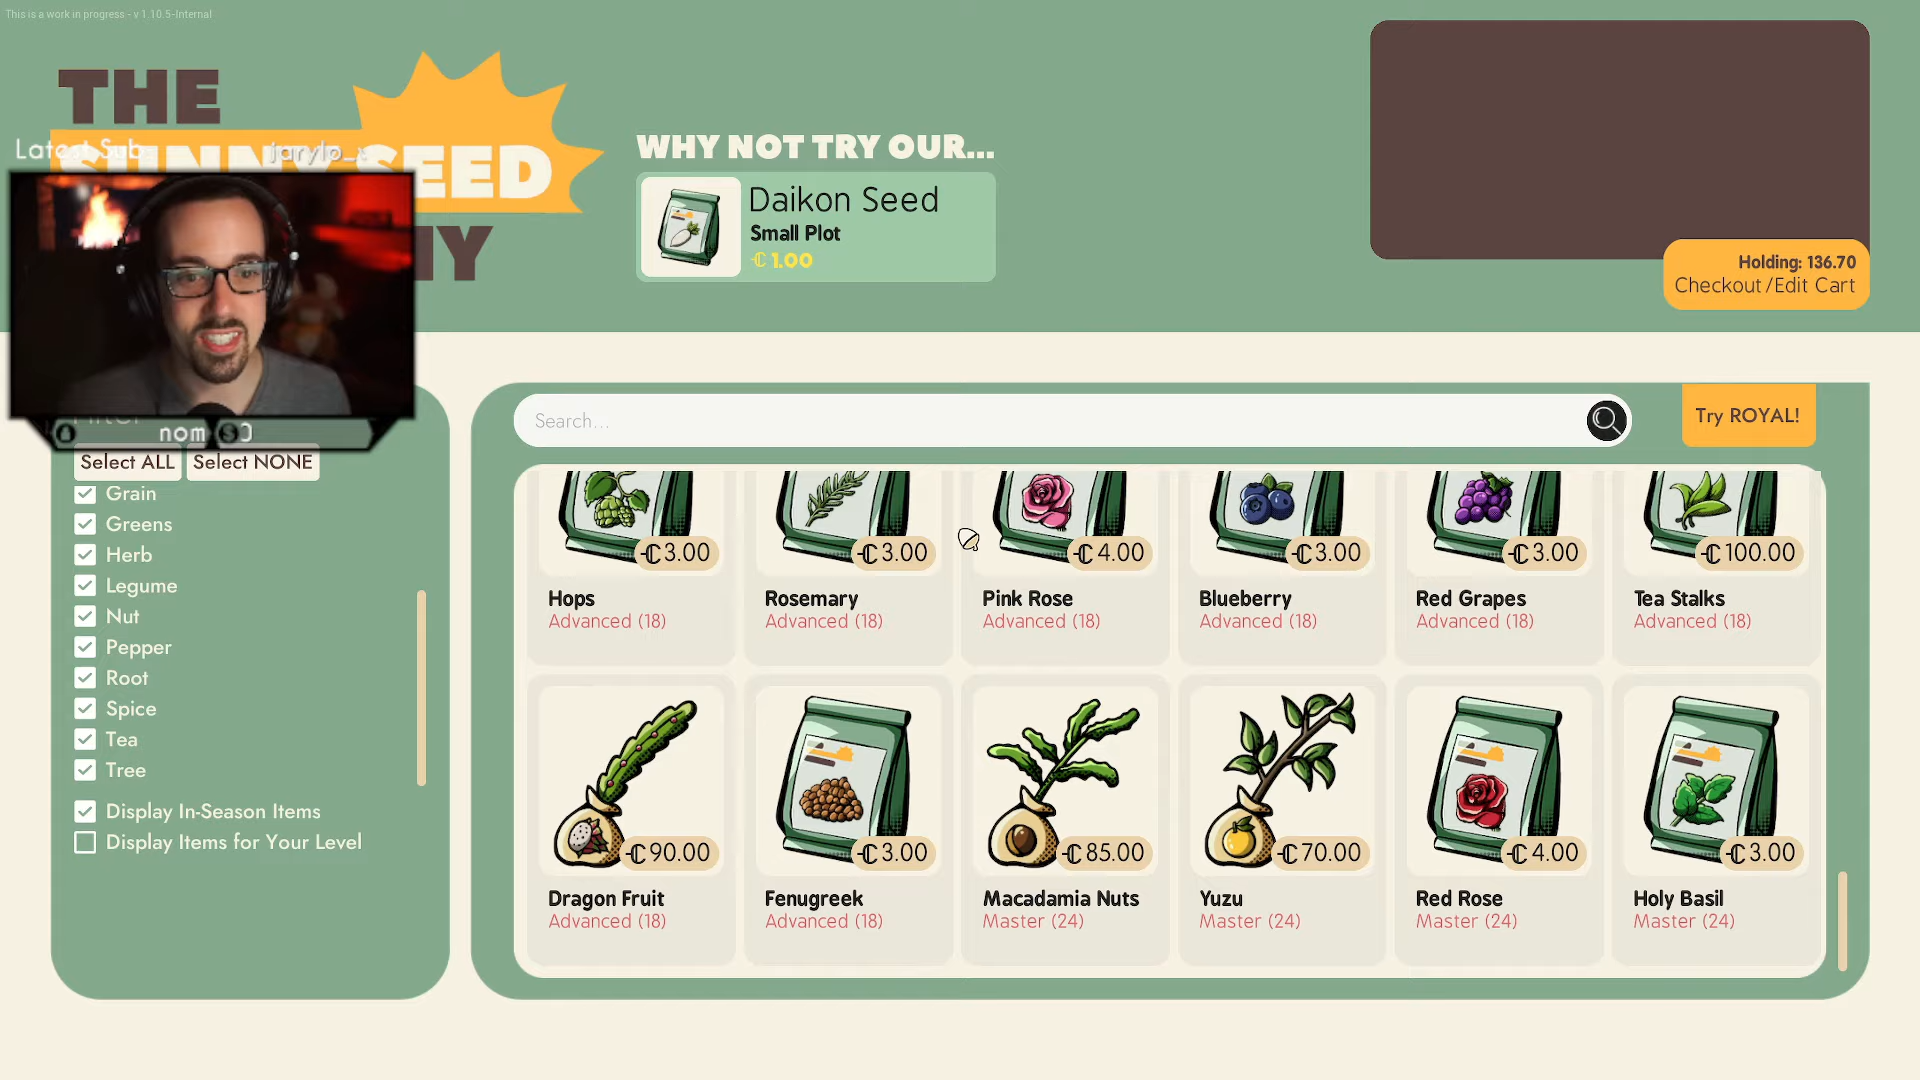 This is a work in progress - v 1.10.5-Internal
THE
Latest Sub
jarylo_x
SEED
WHY NOT TRY OUR...
Daikon Seed
Small Plot
1.00
Holding: 136.70
Checkout/Edit Cart
nom
Select ALL
Select NONE
Grain
Greens
Herb
Legume
Nut
Pepper
Root
Spice
Tea
Tree
Display In-Season Items
Display Items for Your Level
Search...
Try ROYAL!
3.00
3.00
4.00
3.00
3.00
100.00
Hops
Advanced (18)
Rosemary
Advanced (18)
Pink Rose
Advanced (18)
Blueberry
Advanced (18)
Red Grapes
Advanced (18)
Tea Stalks
Advanced (18)
90.00
3.00
85.00
70.00
4.00
3.00
Dragon Fruit
Advanced (18)
Fenugreek
Advanced (18)
Macadamia Nuts
Master (24)
Yuzu
Master (24)
Red Rose
Master (24)
Holy Basil
Master (24)